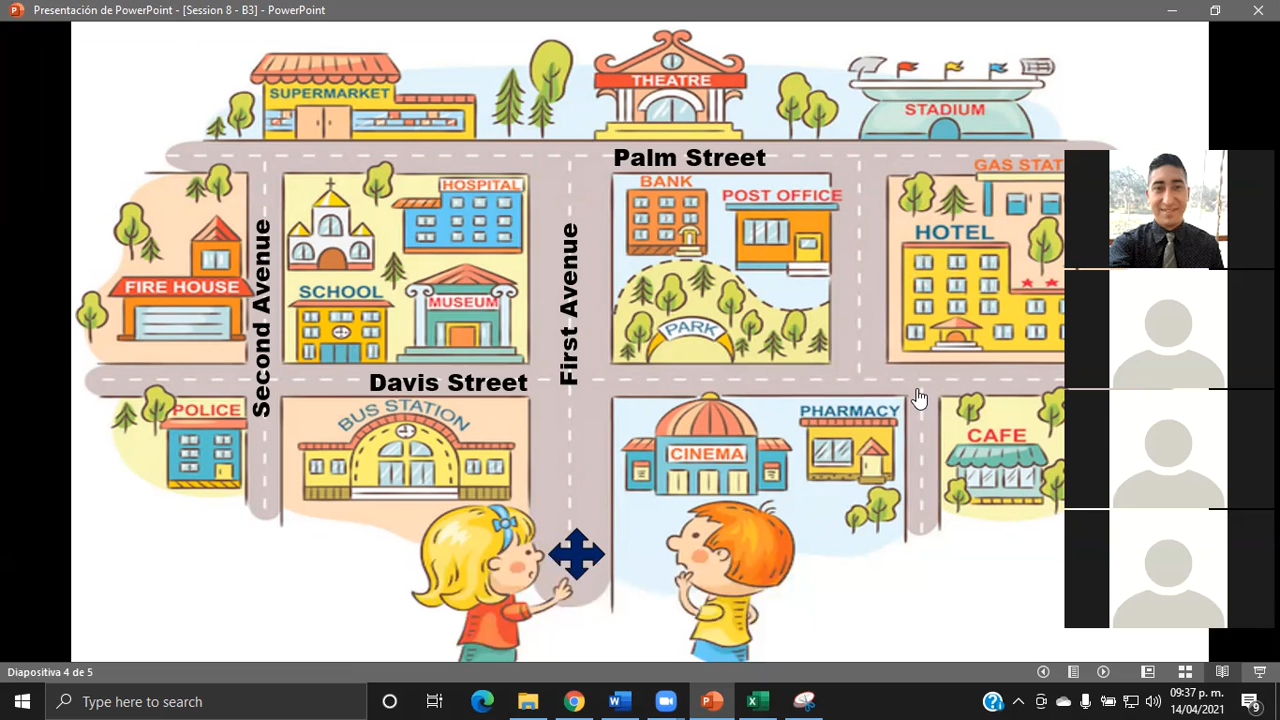 Presentación de PowerPoint - [Session 8 - B3] - PowerPoint
SUPERMARKET
THEATRE
STADIUM
Palm Street
GAS STAT
HOSPITAL
BANK
POST OFFICE
HOTEL
FIRE HOUSE
Second Avenue
SCHOOL
MUSEUM
First Avenue
PARK
Davis Street
POLICE
BUS STATION
CINEMA
PHARMACY
CAFE
Diapositiva 4 de 5
Type here to search
09:37 p. m.
14/04/2021
9